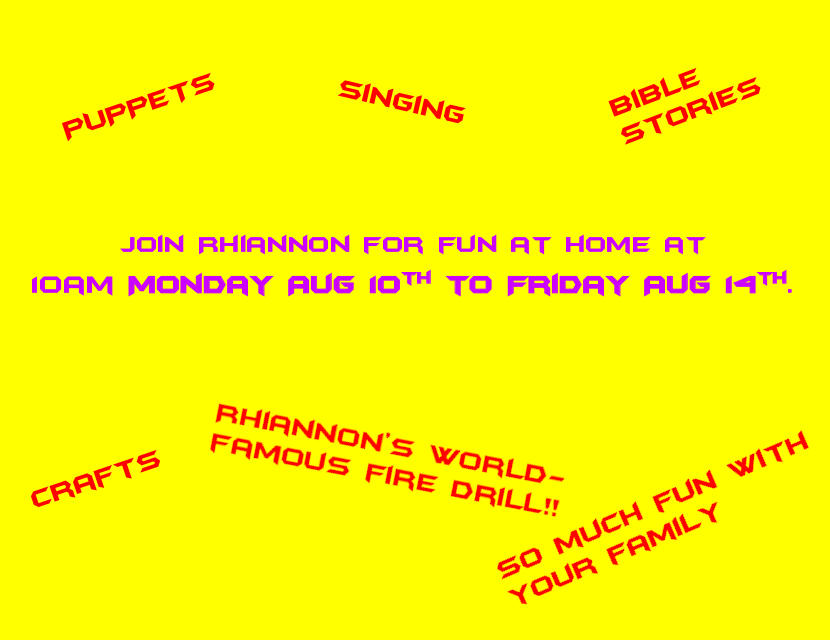 PUPPETS
SINGING
BIBLE
STORIES
JOIN RHIANNON FOR FUN AT HOME AT
10AM MONDAY AUG 10TH TO FRIDAY AUG 14TH.
CRAFTS
RHIANNON'S WORLD-
FAMOUS FIRE DRILL!!
SO MUCH FUN WITH
YOUR FAMILY